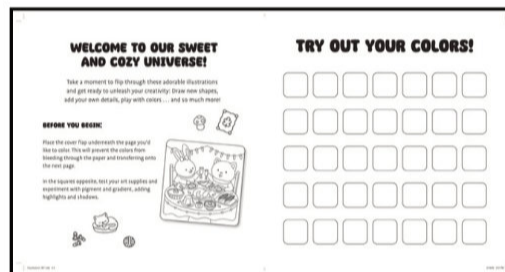 WELCOME TO OUR SWEET
AND COZY UNIVERSE!
Take a moment to flip through these adorable illustrations
and get ready to unleash your creativity: Draw new shapes,
add your own details, play with colors . . . and so much more!
BEFORE YOU BEGIN:
Place the cover flap underneath the page you'd
like to color. This will prevent the colors from
bleeding through the paper and transferring onto
the next page.
In the squares opposite, test your art supplies and
experiment with pigment and gradient, adding
highlights and shadows.
TRY OUT YOUR COLORS!